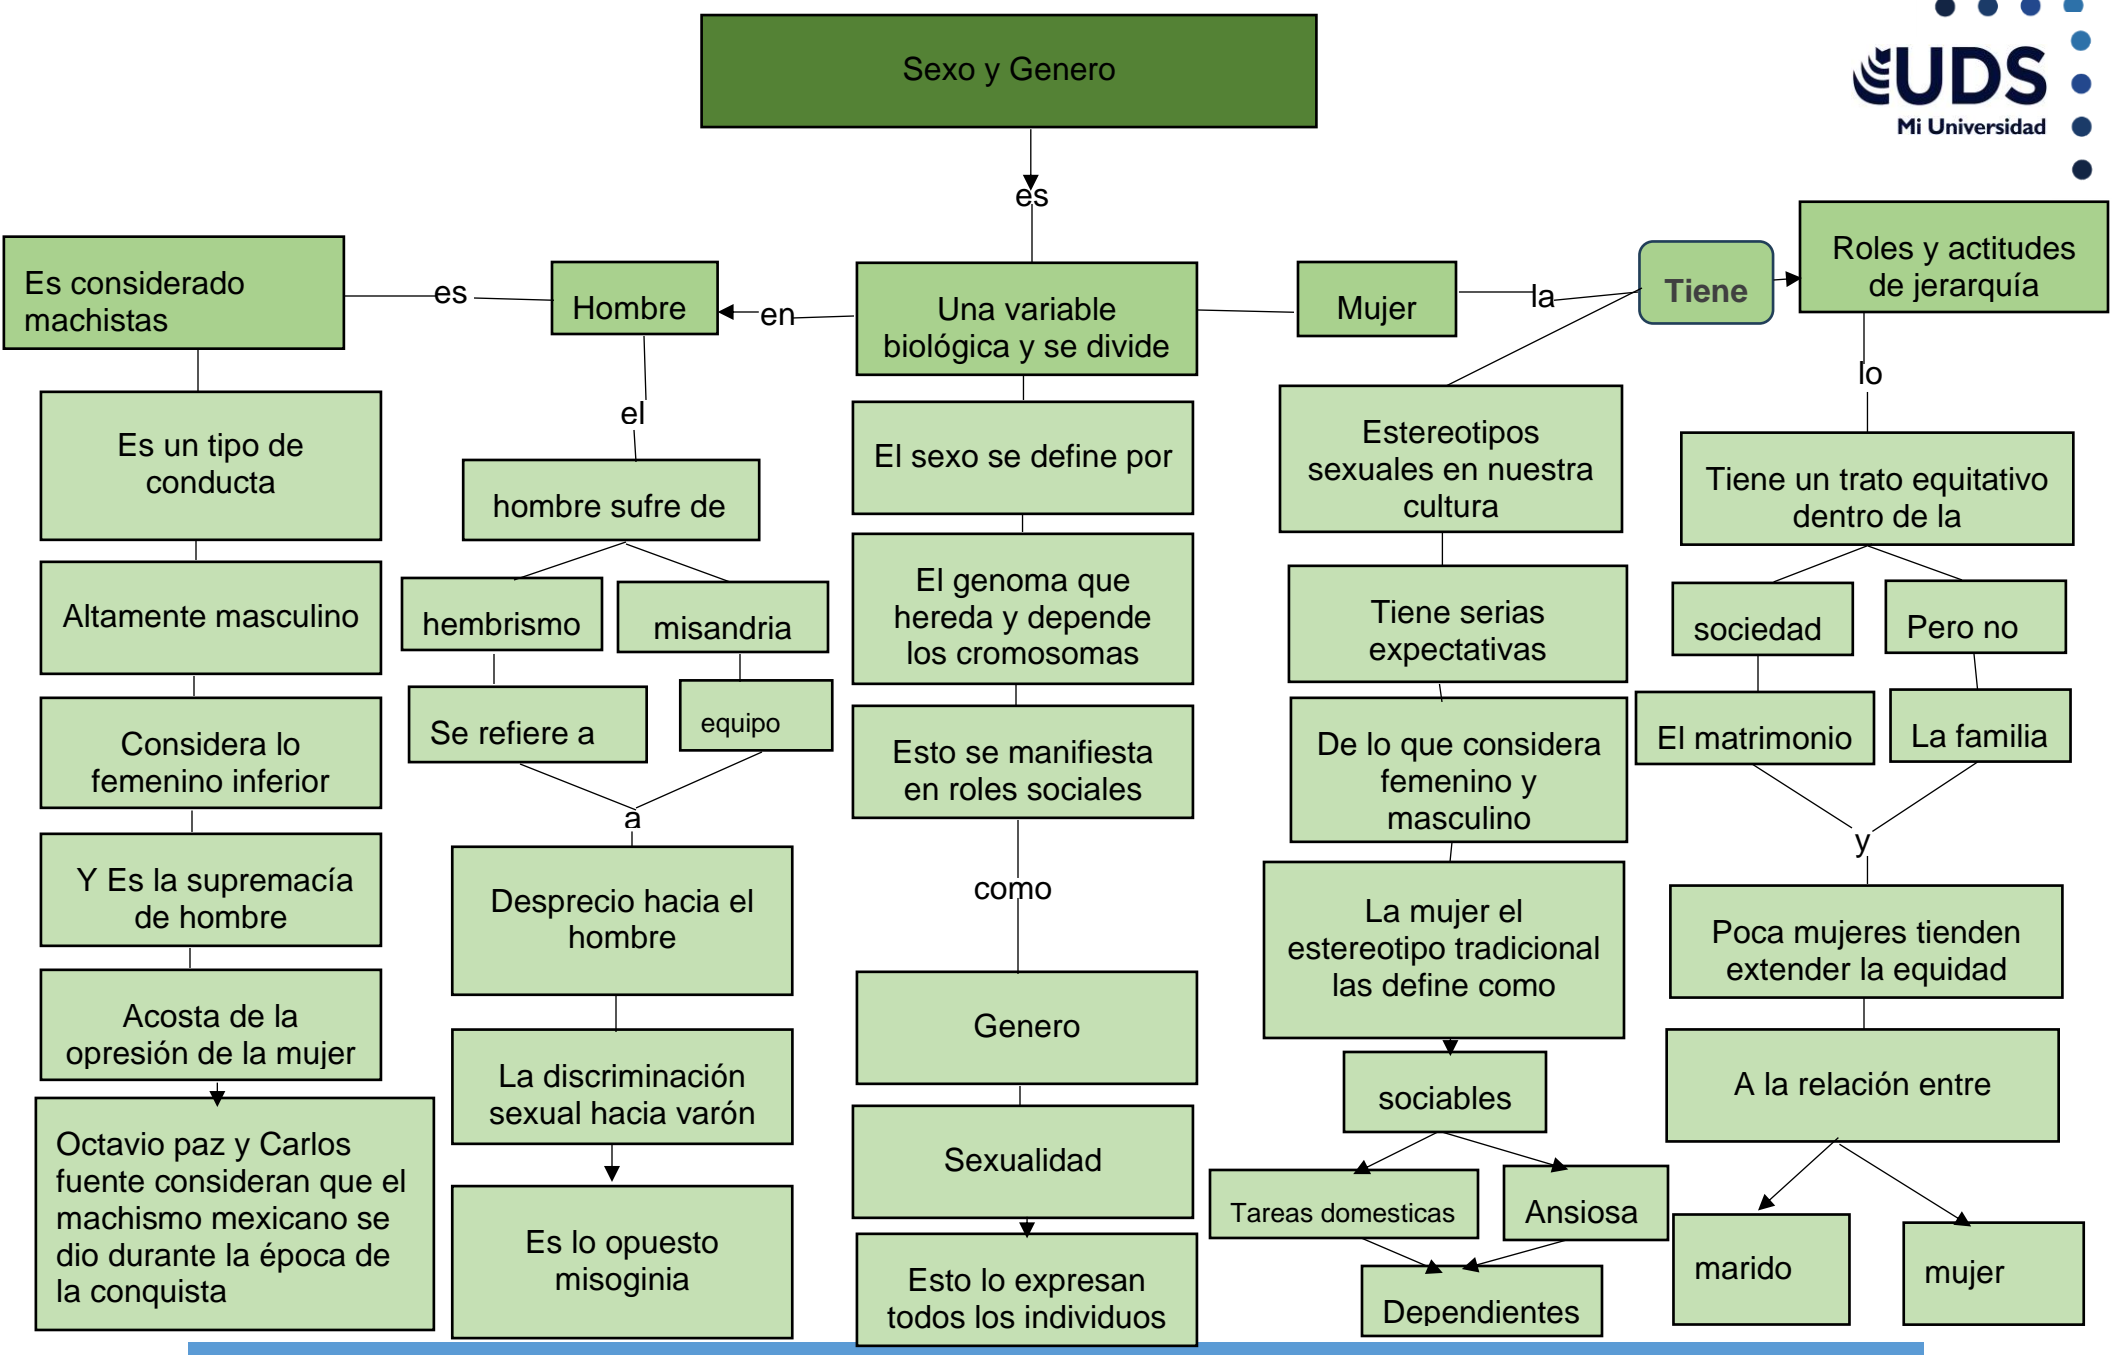 Sexo y Genero
UDS
Mi Universidad
es
Es considerado
machistas
es
Hombre
en
Una variable
biológica y se divide
Mujer
la
Tiene
Roles y actitudes
de jerarquía
Es un tipo de
conducta
Altamente masculino
Considera lo
femenino inferior
Y Es la supremacía
de hombre
Acosta de la
opresión de la mujer
Octavio paz y Carlos
fuente consideran que el
machismo mexicano se
dio durante la época de
la conquista
el
hombre sufre de
hembrismo
misandria
Se refiere a
equipo
a
Desprecio hacia el
hombre
La discriminación
sexual hacia varón
Es lo opuesto
misoginia
El sexo se define por
El genoma que
hereda y depende
los cromosomas
Esto se manifiesta
en roles sociales
como
Genero
Sexualidad
Esto lo expresan
todos los individuos
Estereotipos
sexuales en nuestra
cultura
Tiene serias
expectativas
De lo que considera
femenino y
masculino
La mujer el
estereotipo tradicional
las define como
sociables
Tareas domesticas
Ansiosa
Dependientes
lo
Tiene un trato equitativo
dentro de la
sociedad
Pero no
El matrimonio
La familia
y
Poca mujeres tienden
extender la equidad
A la relación entre
marido
mujer